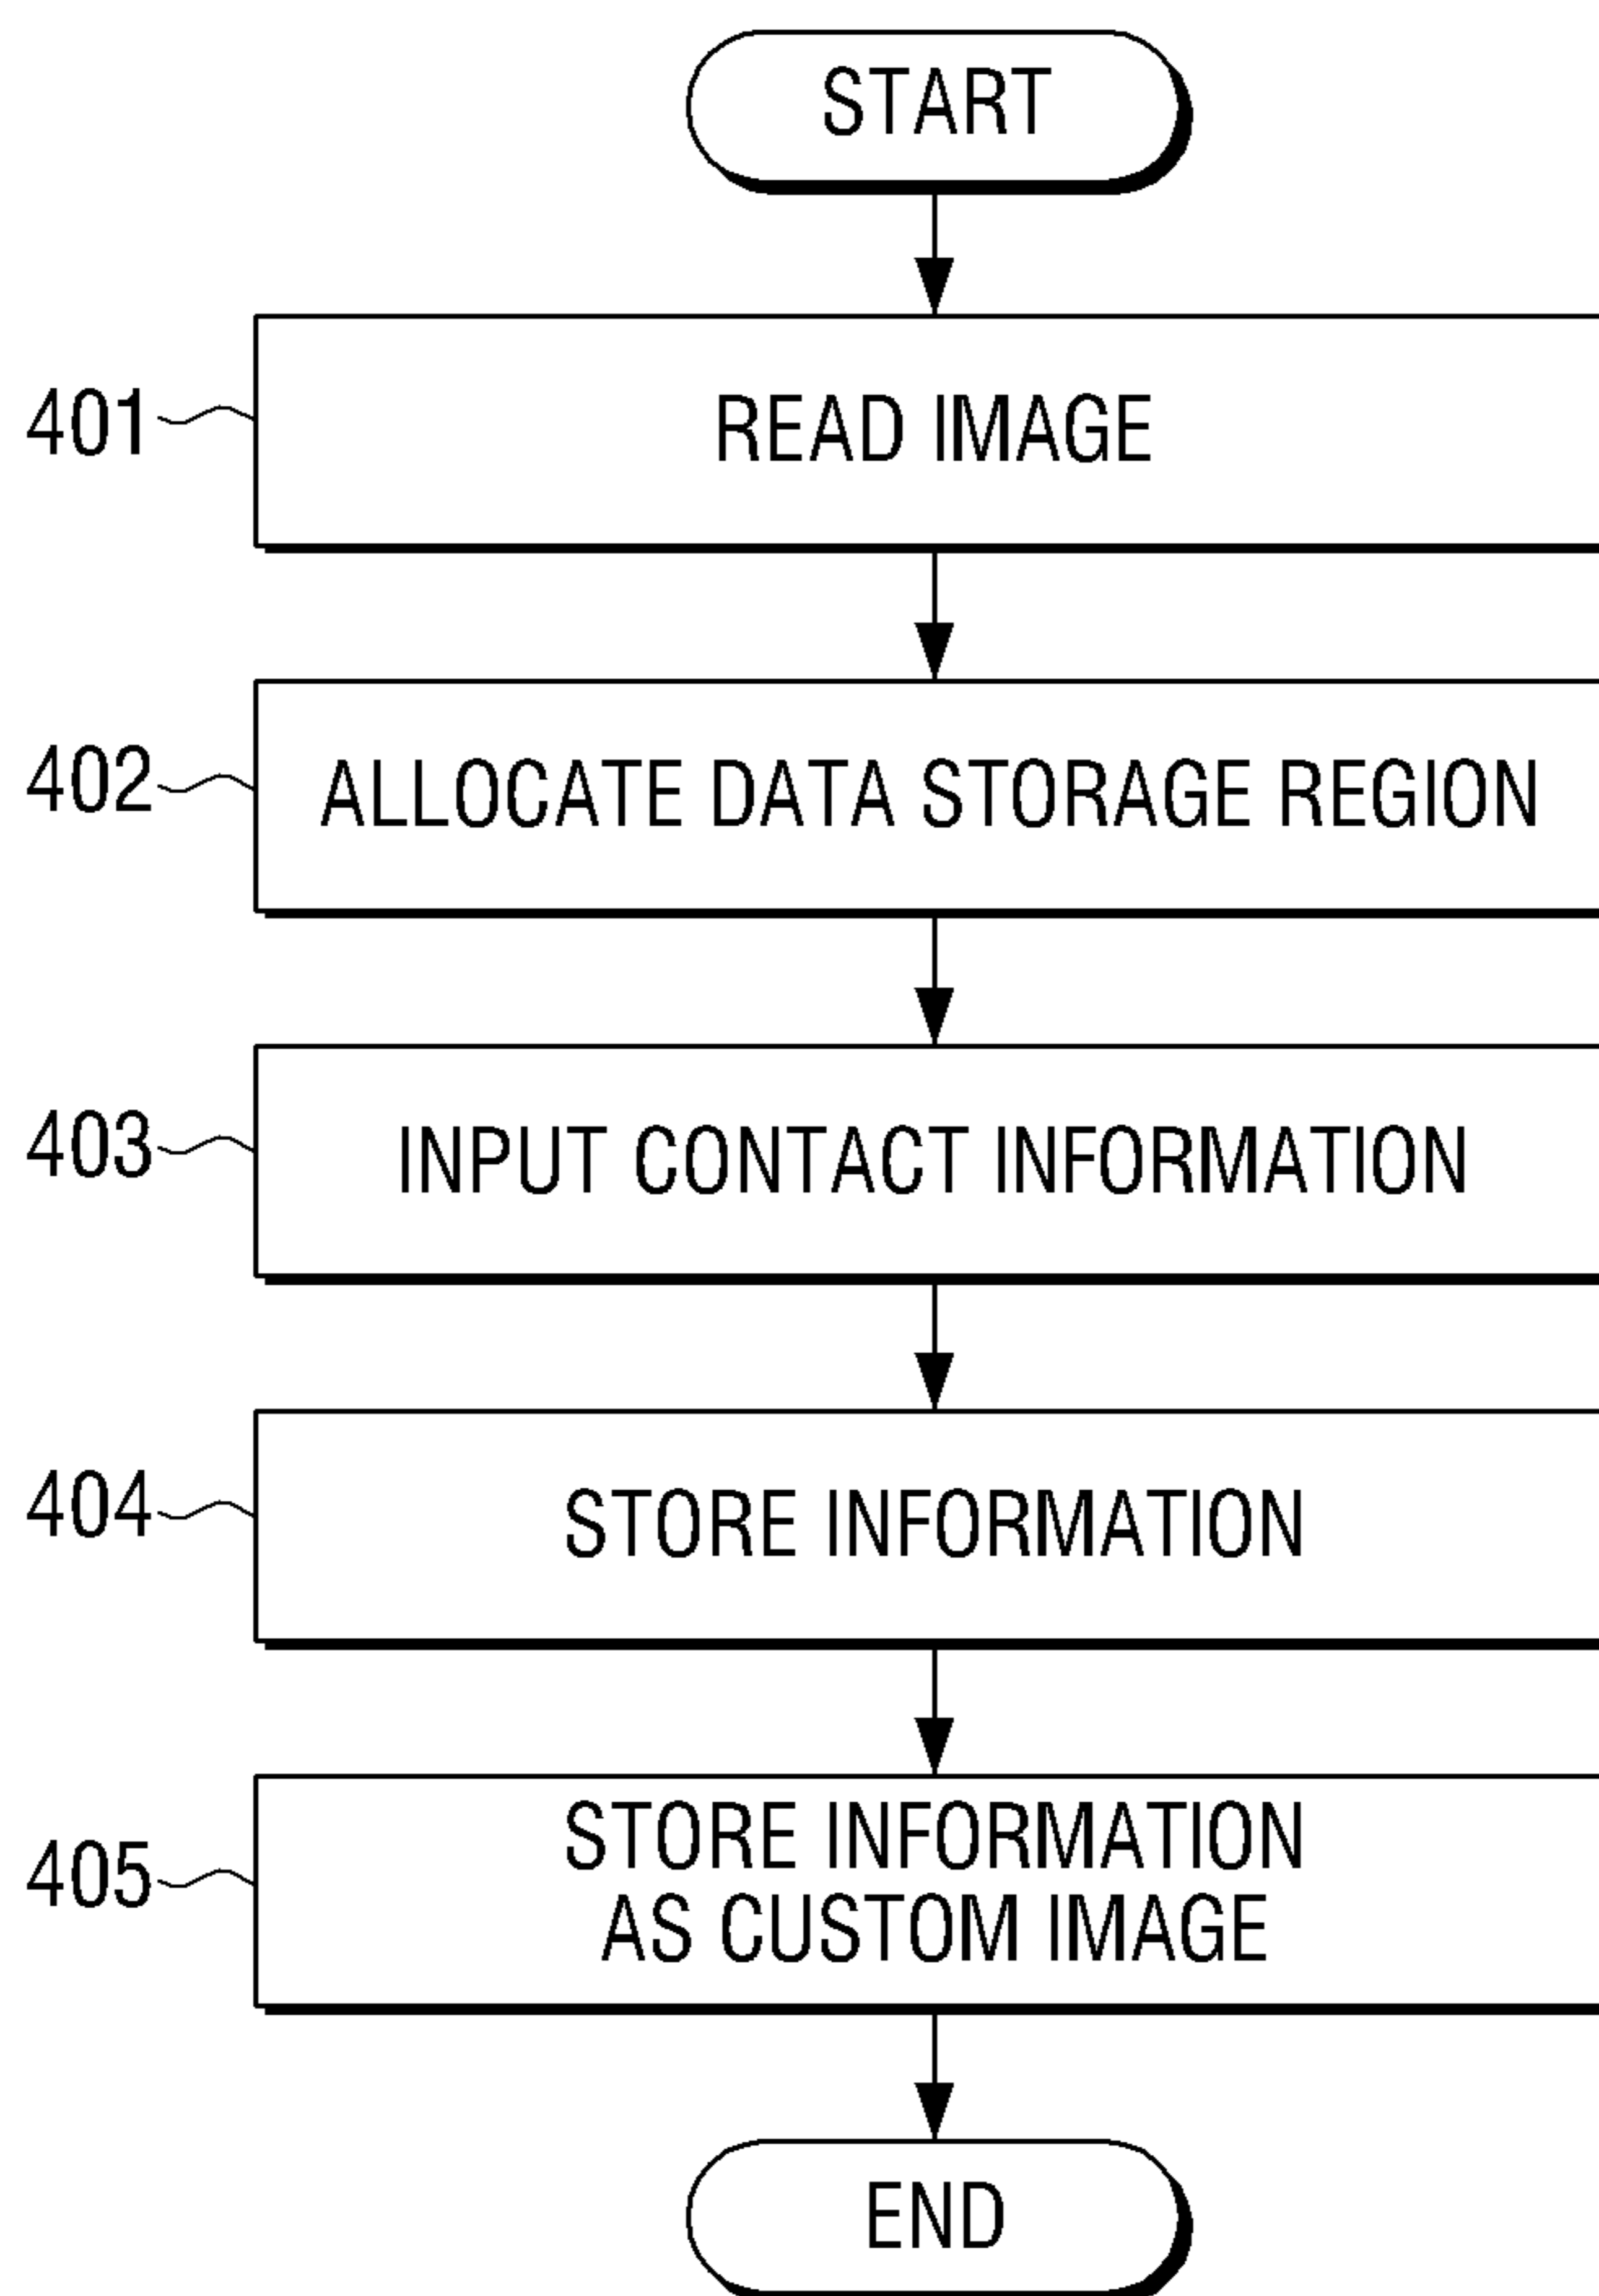 START
401
READ IMAGE
402
ALLOCATE DATA STORAGE REGION
403
INPUT CONTACT INFORMATION
404
STORE INFORMATION
405
STORE INFORMATION
AS CUSTOM IMAGE
END